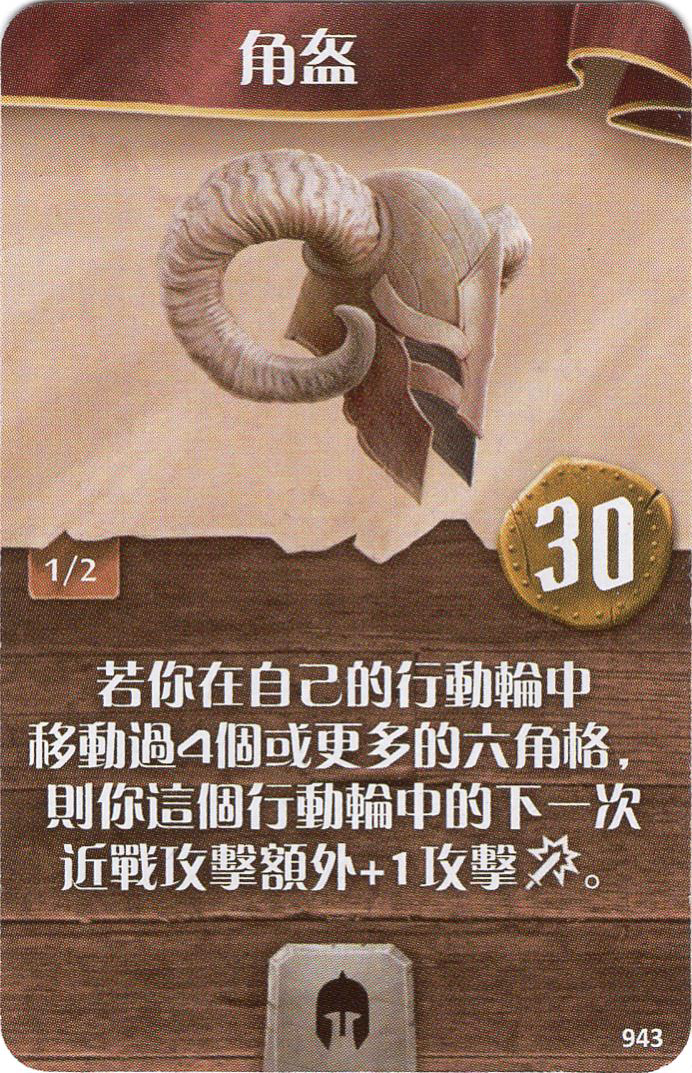 角盔
1/2
30
若你在自己的行動輪中
移動過4個或更多的六角格，
則你這個行動輪中的下一次
近戰攻擊額外+1攻擊。
943